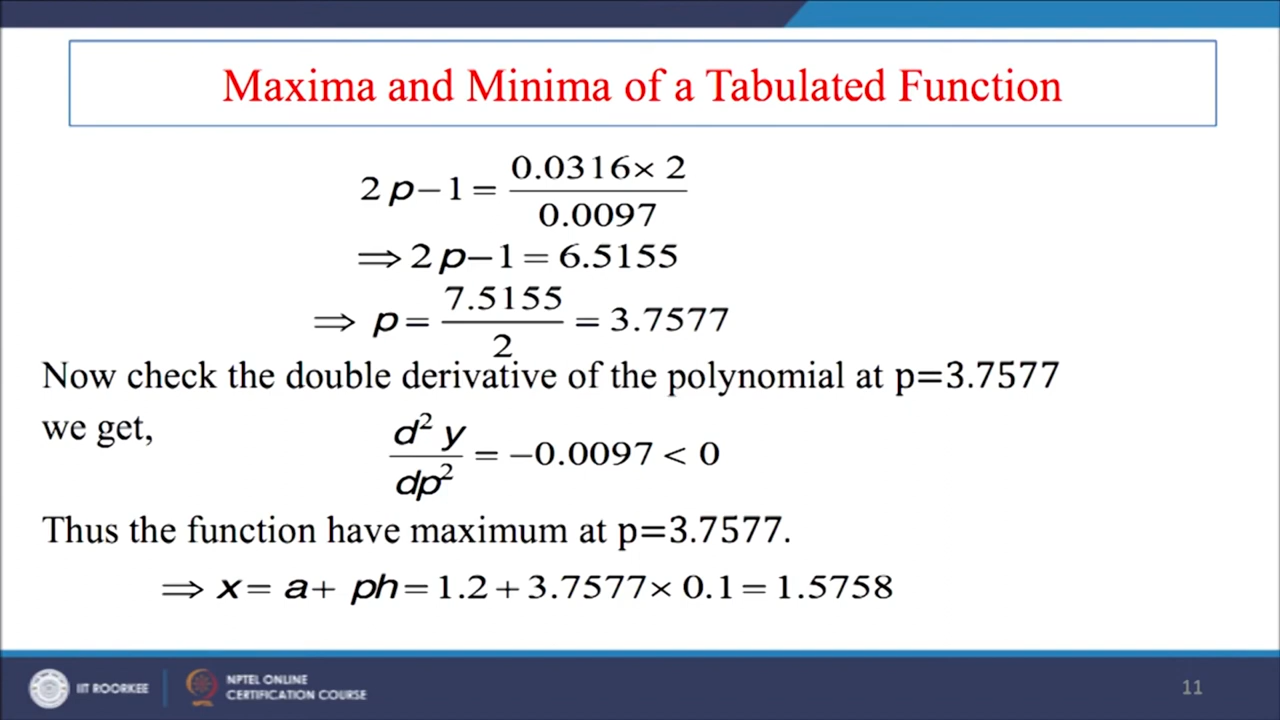 Maxima and Minima of a Tabulated Function
2p−1 = 0.0316× 2 / 0.0097
⟹ 2p−1 = 6.5155
⟹ p = 7.5155 / 2 = 3.7577
Now check the double derivative of the polynomial at p=3.7577
we get,
d² y / dp² = −0.0097 < 0
Thus the function have maximum at p=3.7577.
⟹ x = a + ph = 1.2 + 3.7577× 0.1 = 1.5758
IIT ROORKEE
NPTEL ONLINE
CERTIFICATION COURSE
11